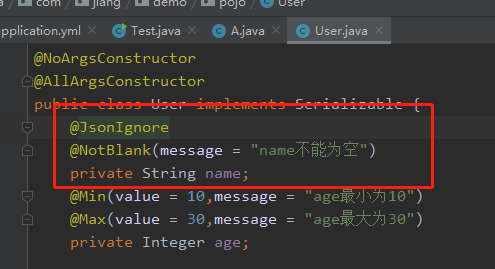 com jiang demo pojo User
pplication.yml Test.java A.java User.java
@NoArgsConstructor
@AllArgsConstructor
public class User implements Serializable {
@JsonIgnore
@NotBlank(message = "name不能为空")
private String name;
@Min(value = 10,message = "age最小为10")
@Max(value = 30,message = "age最大为30")
private Integer age;